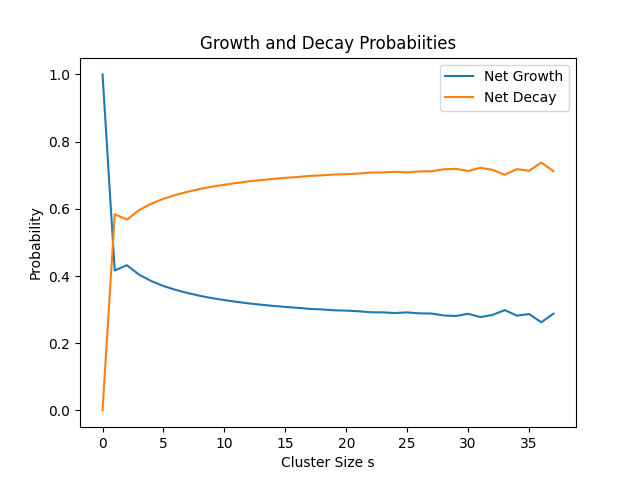 Growth and Decay Probabiities
Net Growth
Net Decay
1.0
0.8
0.6
0.4
0.2
0.0
Probability
0 5 10 15 20 25 30 35
Cluster Size s